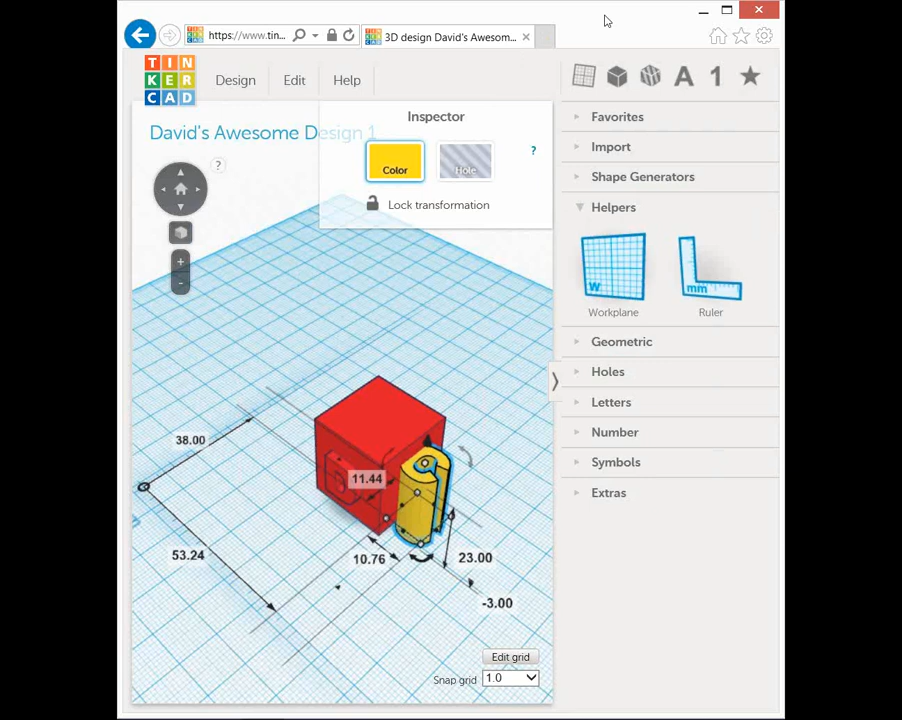 https://www.tin...
3D design David's Awesom...
TIN
KER
CAD
Design
Edit
Help
A
1
David's Awesome Design 1
Inspector
Color
Hole
?
?
Lock transformation
+
-
Favorites
Import
Shape Generators
Helpers
W
mm
Workplane
Ruler
Geometric
Holes
Letters
Number
Symbols
Extras
38.00
11.44
53.24
10.76
23.00
-3.00
Edit grid
Snap grid
1.0